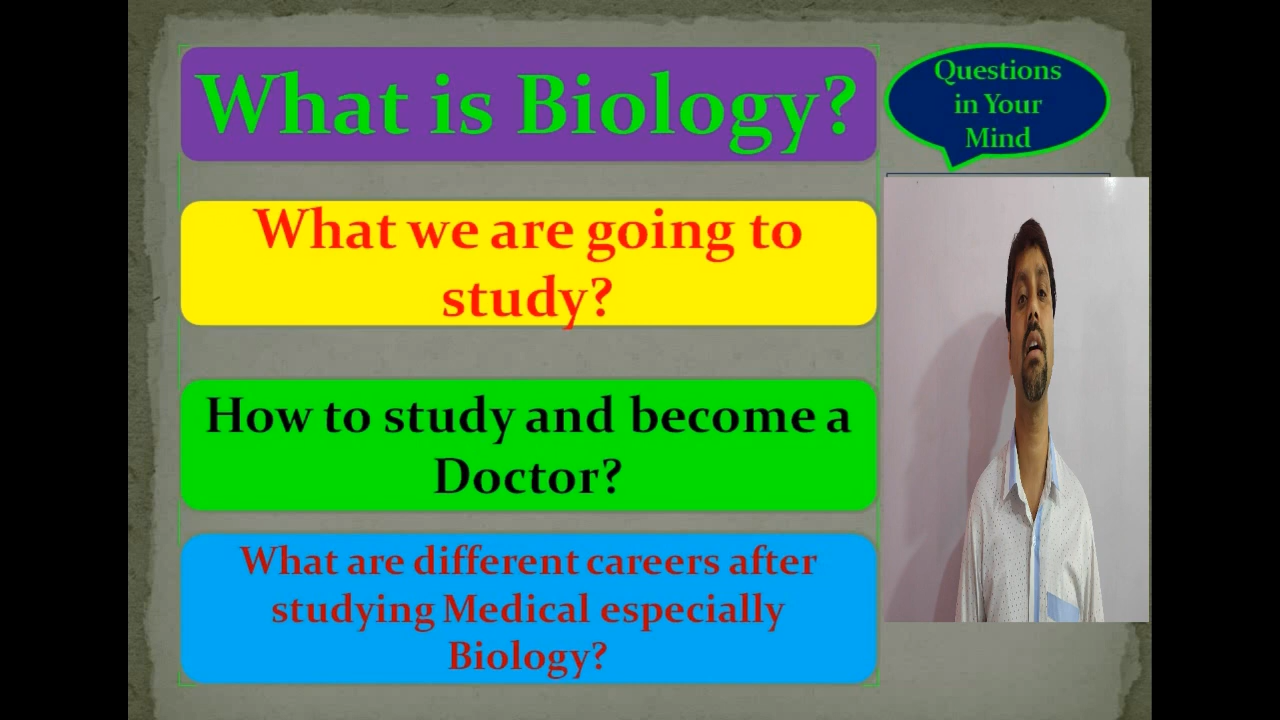 What is Biology?
Questions
in Your
Mind
What we are going to
study?
How to study and become a
Doctor?
What are different careers after
studying Medical especially
Biology?